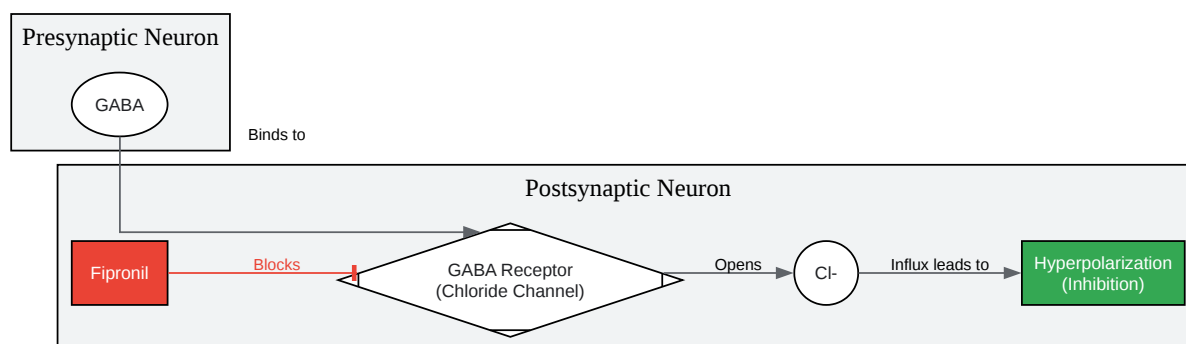 Presynaptic Neuron
GABA
Binds to
Postsynaptic Neuron
Fipronil
Blocks
GABA Receptor
(Chloride Channel)
Opens
Cl-
Influx leads to
Hyperpolarization
(Inhibition)